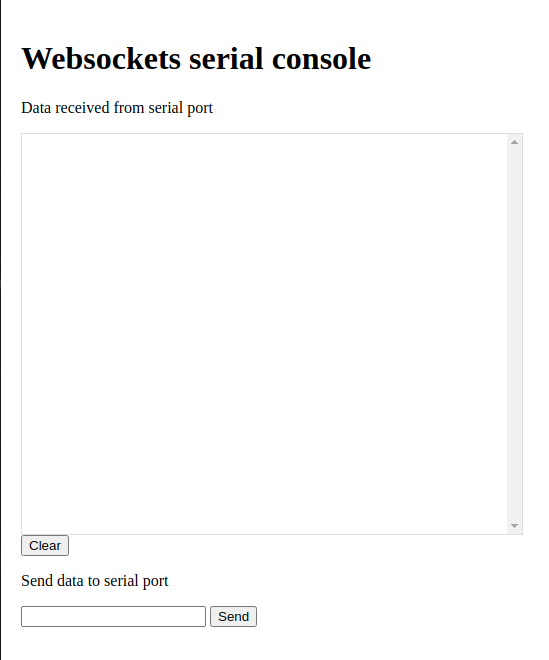 Websockets serial console
Data received from serial port
Clear
Send data to serial port
Send